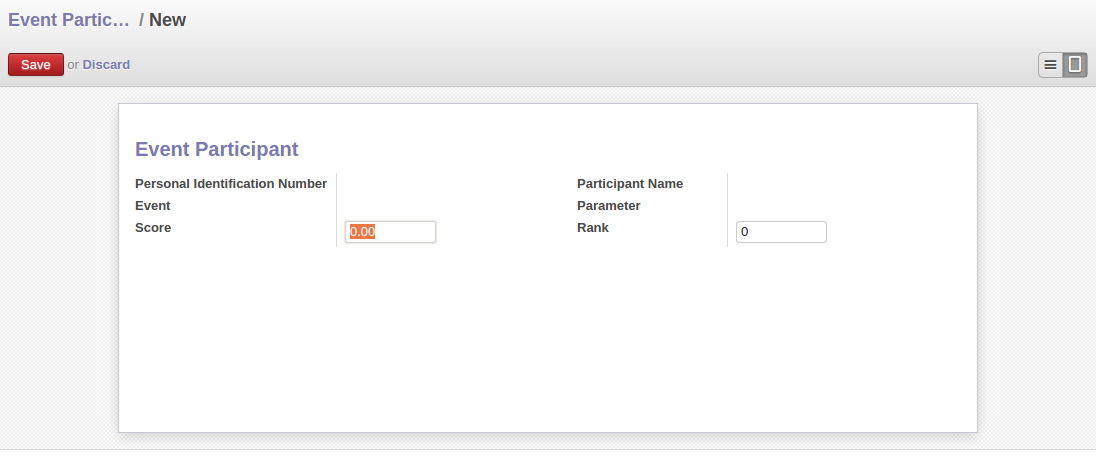 Event Partic... / New
Save or Discard
Event Participant
Personal Identification Number
Participant Name
Event
Parameter
Score 0.00
Rank 0